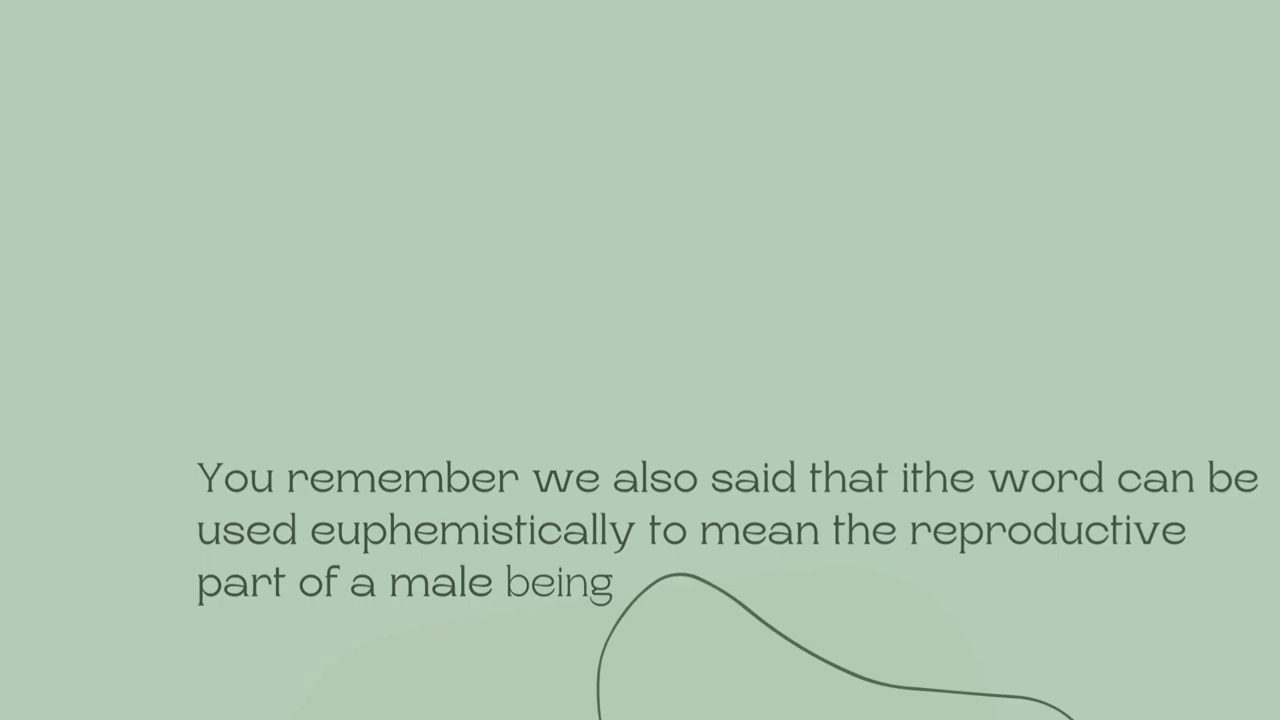 You remember we also said that ithe word can be
used euphemistically to mean the reproductive
part of a male being